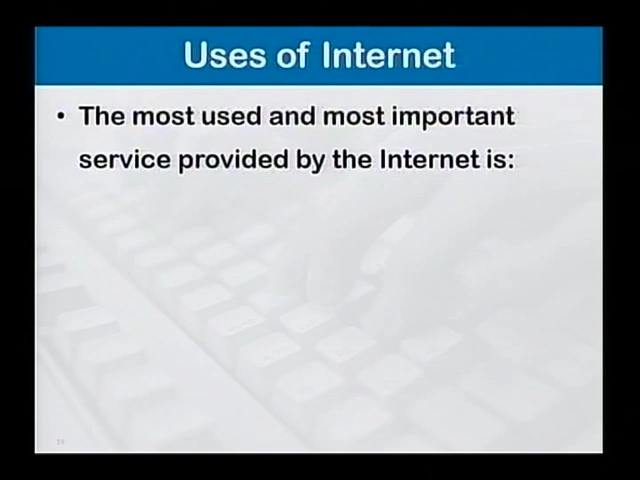 Uses of Internet
• The most used and most important
service provided by the Internet is: